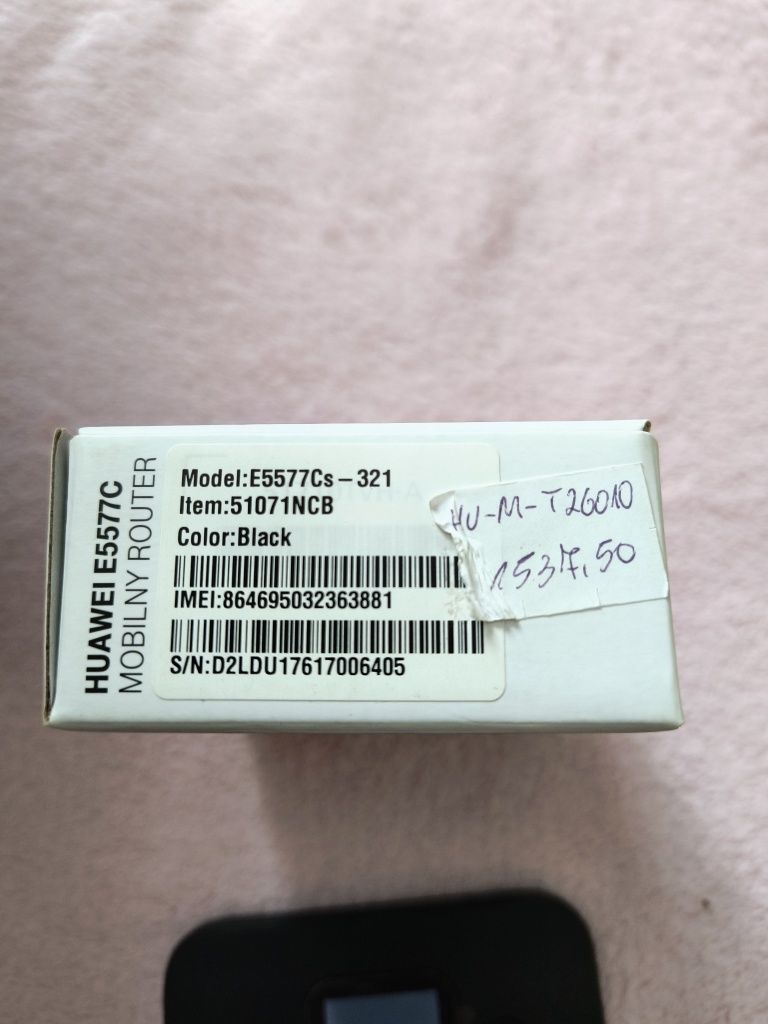 HUAWEI E5577C
MOBILNY ROUTER
Model:E5577Cs-321
Item:51071NCB
Color:Black
IMEI:864695032363881
S/N:D2LDU17617006405
HU-M-T26010
1537,50